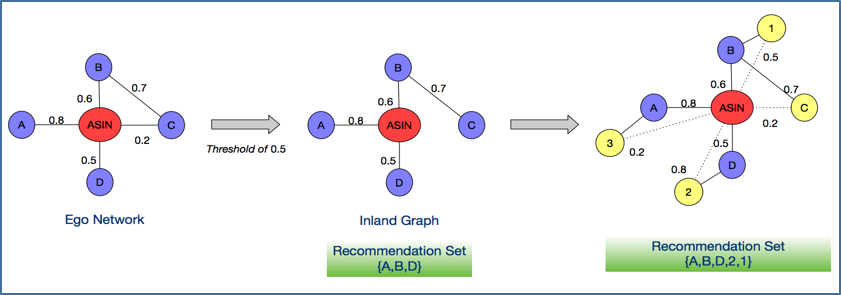 B
0.7
0.6
A
0.8
ASIN
0.2
C
0.5
D
Ego Network
Threshold of 0.5
B
0.7
0.6
A
0.8
ASIN
C
0.5
D
Inland Graph
Recommendation Set
{A,B,D}
1
B
0.5
0.6
0.7
A
0.8
ASIN
C
0.2
3
0.2
0.5
D
0.8
2
Recommendation Set
{A,B,D,2,1}